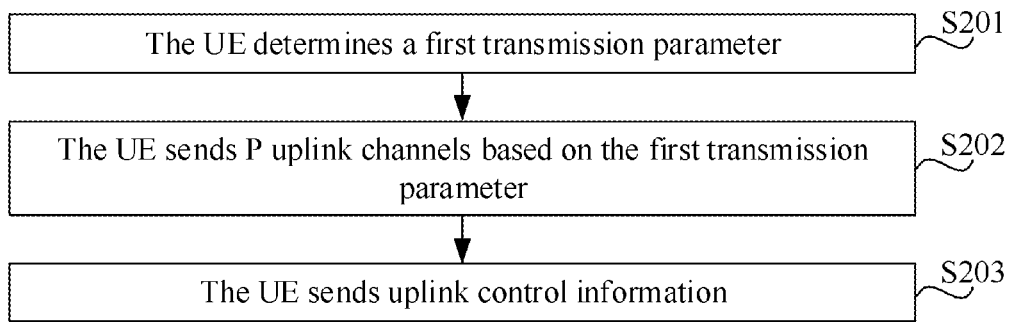 S201
The UE determines a first transmission parameter
S202
The UE sends P uplink channels based on the first transmission
parameter
S203
The UE sends uplink control information